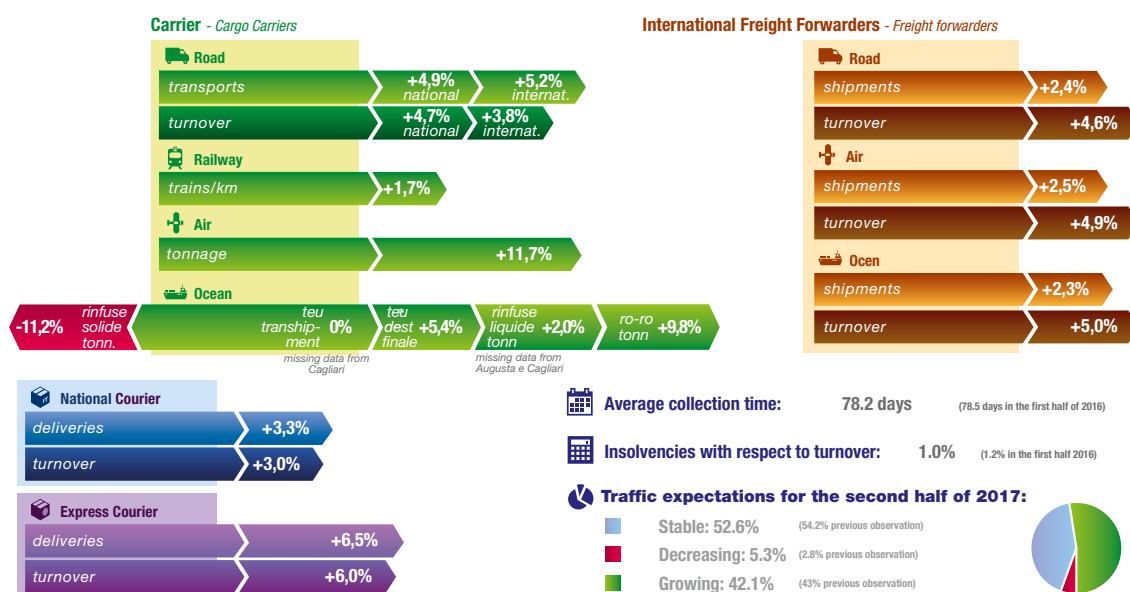 Carrier - Cargo Carriers
Road
transports +4,9% national +5,2% internat.
turnover +4,7% national +3,8% internat.
Railway
trains/km +1,7%
Air
tonnage +11,7%
Ocean
-11,2% rinfuse solide tonn.
teu tranship-ment 0%
missing data from Cagliari
teu dest finale +5,4%
rinfuse liquide tonn +2,0%
missing data from Augusta e Cagliari
ro-ro tonn +9,8%
International Freight Forwarders - Freight forwarders
Road
shipments +2,4%
turnover +4,6%
Air
shipments +2,5%
turnover +4,9%
Ocen
shipments +2,3%
turnover +5,0%
National Courier
deliveries +3,3%
turnover +3,0%
Express Courier
deliveries +6,5%
turnover +6,0%
Average collection time: 78.2 days (78.5 days in the first half of 2016)
Insolvencies with respect to turnover: 1.0% (1.2% in the first half 2016)
Traffic expectations for the second half of 2017:
Stable: 52.6% (54.2% previous observation)
Decreasing: 5.3% (2.8% previous observation)
Growing: 42.1% (43% previous observation)